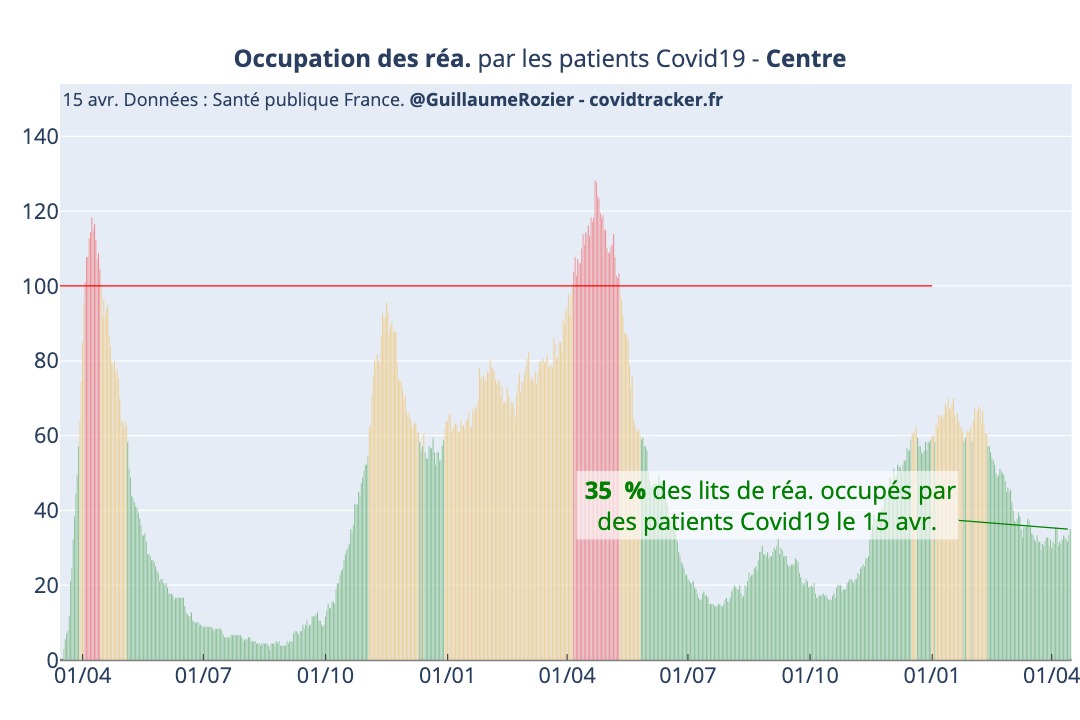 Occupation des réa. par les patients Covid19 - Centre
15 avr. Données : Santé publique France. @GuillaumeRozier - covidtracker.fr
140
120
100
80
60
40
20
0
35 % des lits de réa. occupés par
des patients Covid19 le 15 avr.
01/04 01/07 01/10 01/01 01/04 01/07 01/10 01/01 01/04